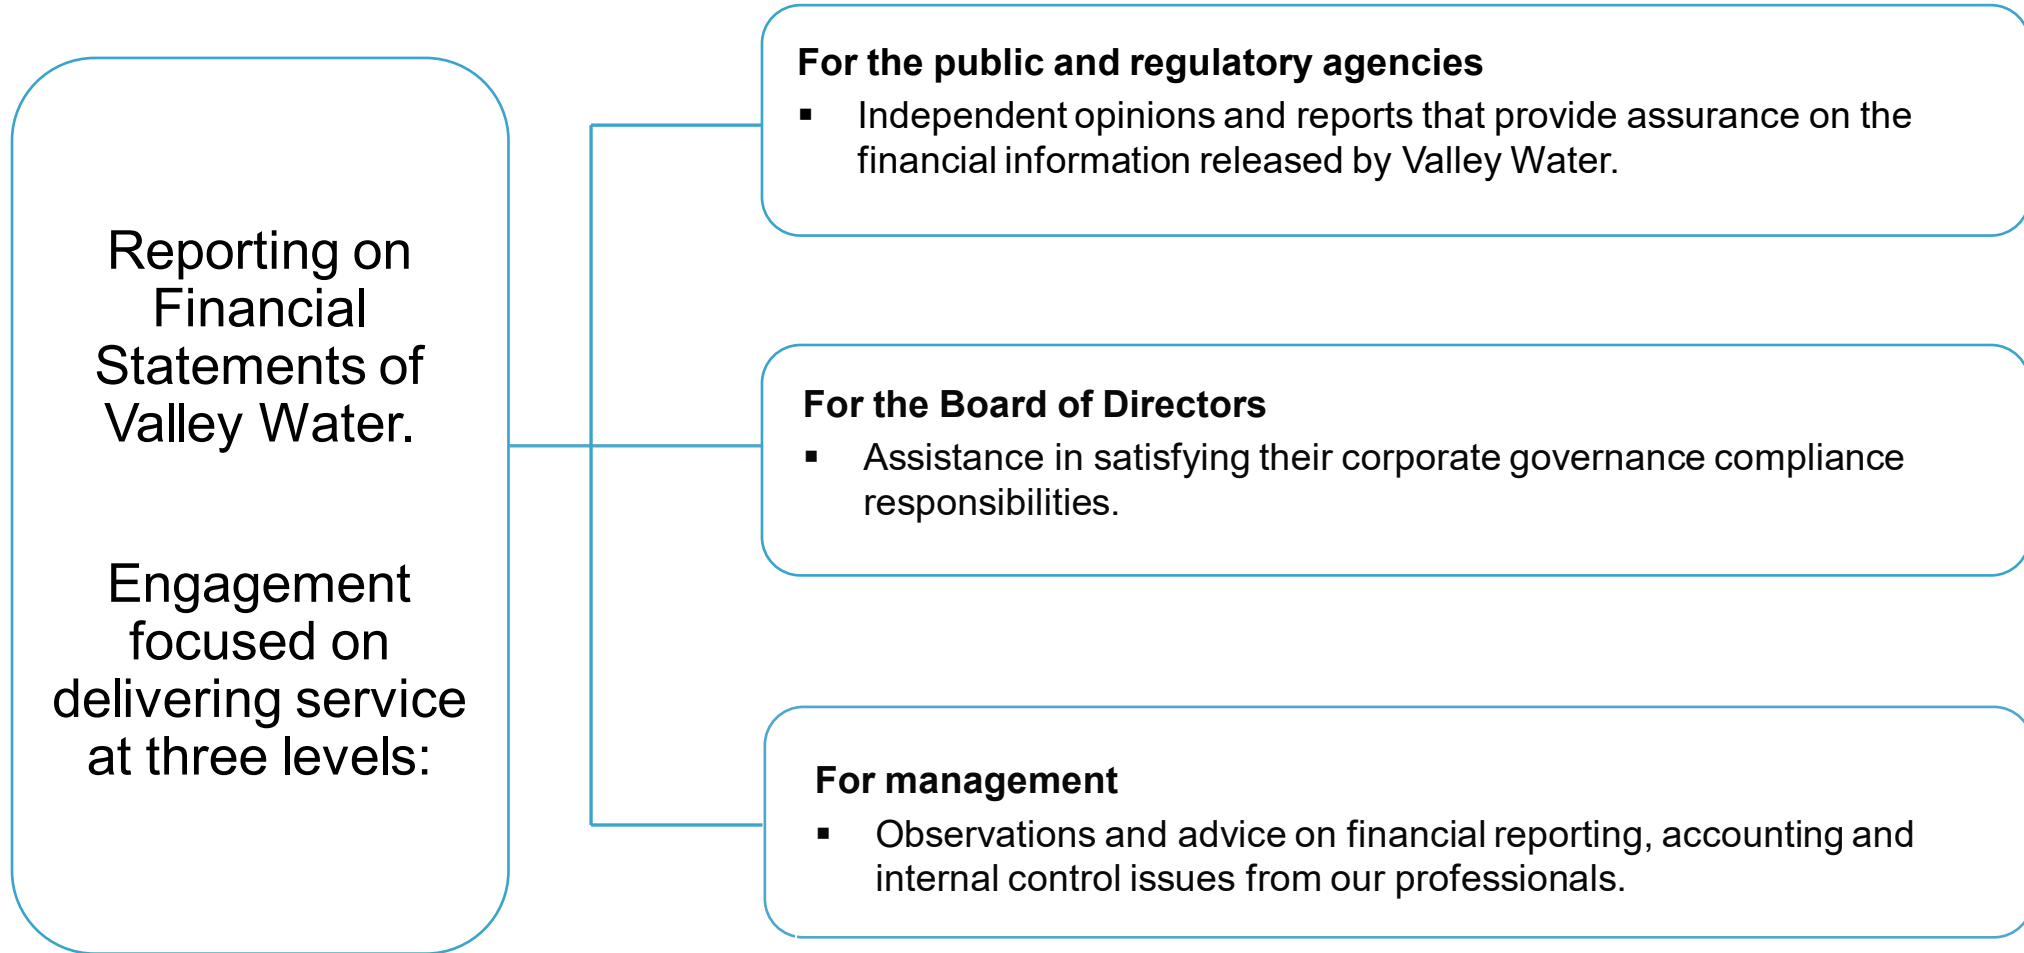 Reporting on
Financial
Statements of
Valley Water.
Engagement
focused on
delivering service
at three levels:
For the public and regulatory agencies
▪ Independent opinions and reports that provide assurance on the
financial information released by Valley Water.
For the Board of Directors
▪ Assistance in satisfying their corporate governance compliance
responsibilities.
For management
▪ Observations and advice on financial reporting, accounting and
internal control issues from our professionals.